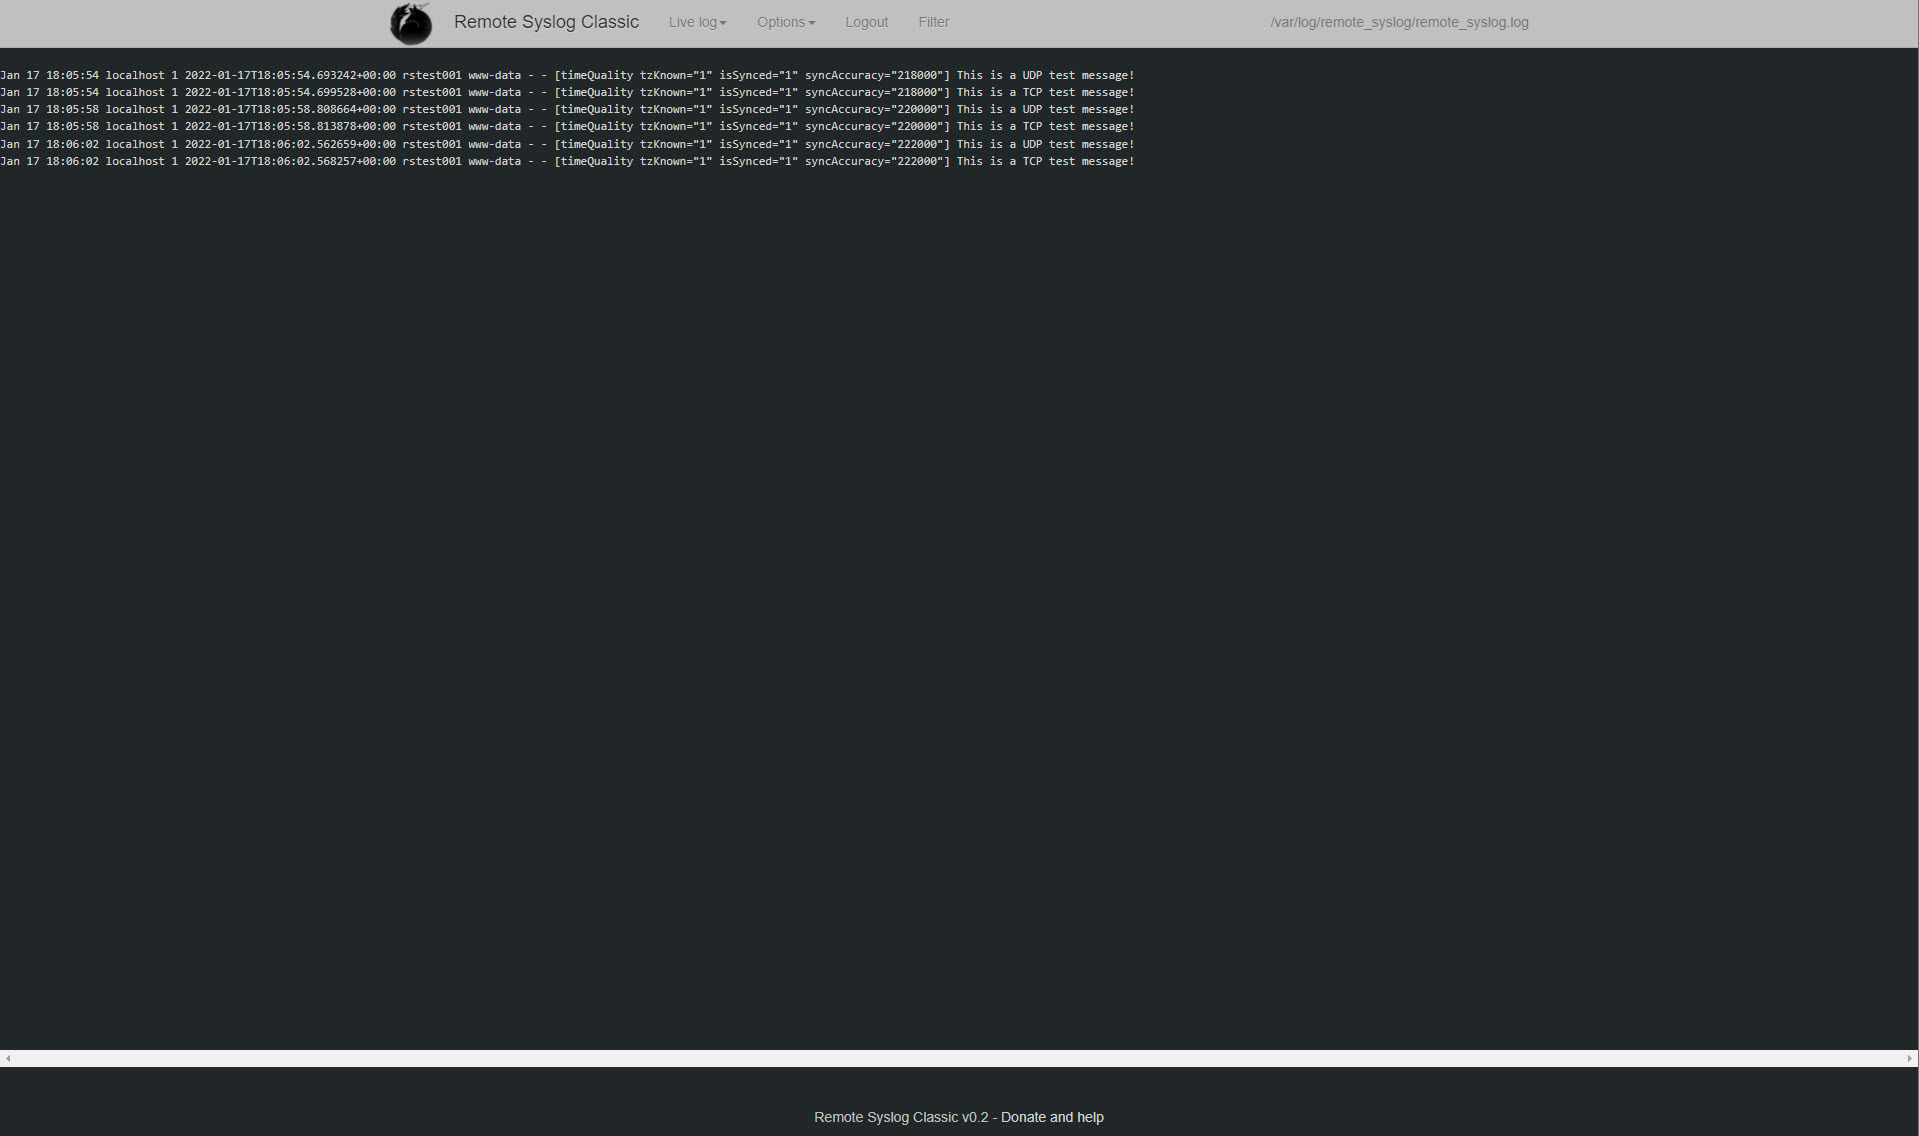 Remote Syslog Classic Live log Options Logout Filter /var/log/remote_syslog/remote_syslog.log
Jan 17 18:05:54 localhost 1 2022-01-17T18:05:54.693242+00:00 rstest001 www-data - - [timeQuality tzKnown="1" isSynced="1" syncAccuracy="218000"] This is a UDP test message!
Jan 17 18:05:54 localhost 1 2022-01-17T18:05:54.699528+00:00 rstest001 www-data - - [timeQuality tzKnown="1" isSynced="1" syncAccuracy="218000"] This is a TCP test message!
Jan 17 18:05:58 localhost 1 2022-01-17T18:05:58.808664+00:00 rstest001 www-data - - [timeQuality tzKnown="1" isSynced="1" syncAccuracy="220000"] This is a UDP test message!
Jan 17 18:05:58 localhost 1 2022-01-17T18:05:58.813878+00:00 rstest001 www-data - - [timeQuality tzKnown="1" isSynced="1" syncAccuracy="220000"] This is a TCP test message!
Jan 17 18:06:02 localhost 1 2022-01-17T18:06:02.562659+00:00 rstest001 www-data - - [timeQuality tzKnown="1" isSynced="1" syncAccuracy="222000"] This is a UDP test message!
Jan 17 18:06:02 localhost 1 2022-01-17T18:06:02.568257+00:00 rstest001 www-data - - [timeQuality tzKnown="1" isSynced="1" syncAccuracy="222000"] This is a TCP test message!
Remote Syslog Classic v0.2 - Donate and help